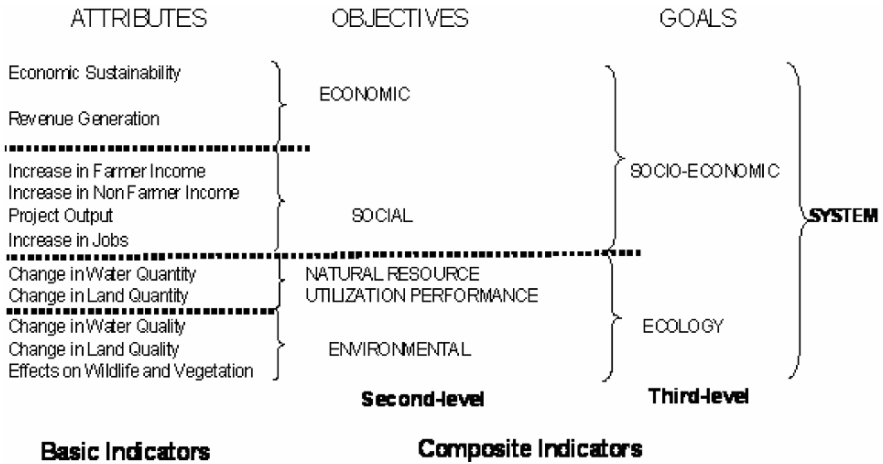 ATTRIBUTES OBJECTIVES GOALS
Economic Sustainability
ECONOMIC
Revenue Generation
Increase in Farmer Income
Increase in Non Farmer Income
SOCIO-ECONOMIC
Project Output
SOCIAL
SYSTEM
Increase in Jobs
Change in Water Quantity
NATURAL RESOURCE
Change in Land Quantity
UTILIZATION PERFORMANCE
Change in Water Quality
ECOLOGY
Change in Land Quality
ENVIRONMENTAL
Effects on Wildlife and Vegetation
Second-level
Third-level
Basic Indicators
Composite Indicators